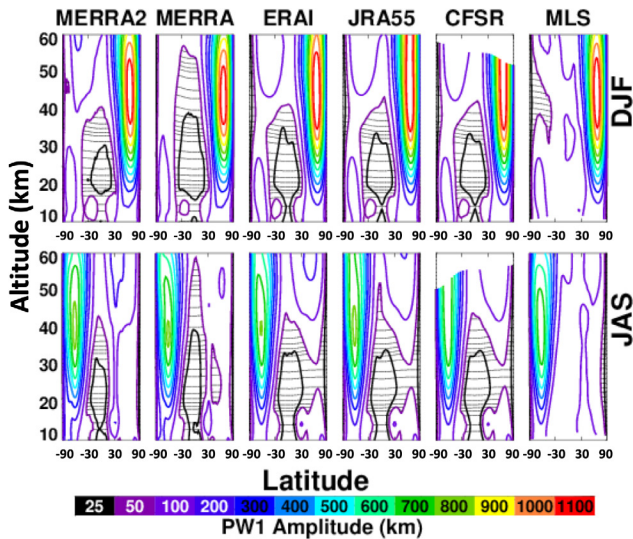 MERRA2 MERRA ERAI JRA55 CFSR MLS
60
50
40
30
20
10
DJF
-90 -30 30 90 -90 -30 30 90 -90 -30 30 90 -90 -30 30 90 -90 -30 30 90 -90 -30 30 90
Altitude (km)
60
50
40
30
20
10
JAS
-90 -30 30 90 -90 -30 30 90 -90 -30 30 90 -90 -30 30 90 -90 -30 30 90 -90 -30 30 90
Latitude
25 50 100 200 300 400 500 600 700 800 900 1000 1100
PW1 Amplitude (km)